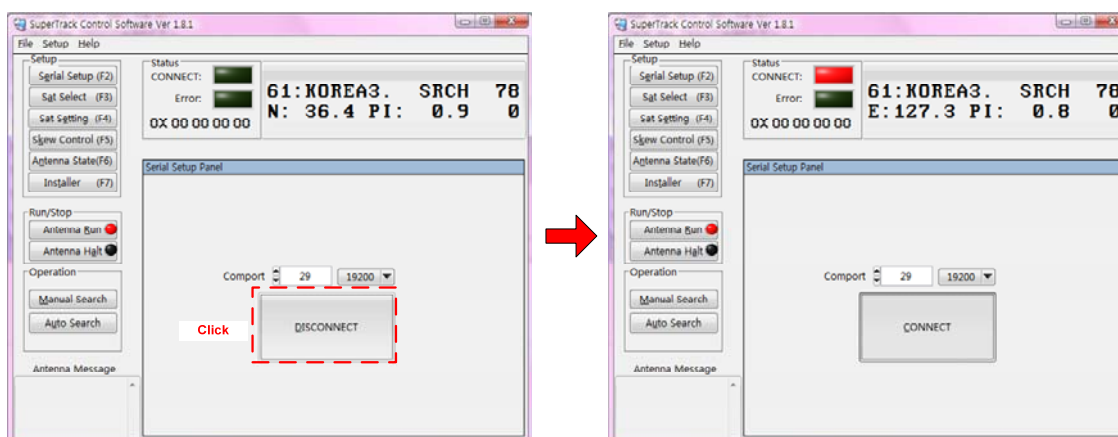 SuperTrack Control Software Ver 1.8.1
File Setup Help
Setup
Serial Setup (F2)
Sat Select (F3)
Sat Setting (F4)
Skew Control (F5)
Antenna State(F6)
Installer (F7)
Status
CONNECT:
Error:
0X 00 00 00 00
61:KOREA3. SRCH 78
N: 36.4 PI: 0.9 0
Serial Setup Panel
Run/Stop
Antenna Run
Antenna Halt
Operation
Manual Search
Auto Search
Antenna Message
Comport 29 19200
Click
DISCONNECT
SuperTrack Control Software Ver 1.8.1
File Setup Help
Setup
Serial Setup (F2)
Sat Select (F3)
Sat Setting (F4)
Skew Control (F5)
Antenna State(F6)
Installer (F7)
Status
CONNECT:
Error:
0X 00 00 00 00
61:KOREA3. SRCH 78
E:127.3 PI: 0.8 0
Serial Setup Panel
Run/Stop
Antenna Run
Antenna Halt
Operation
Manual Search
Auto Search
Antenna Message
Comport 29 19200
CONNECT